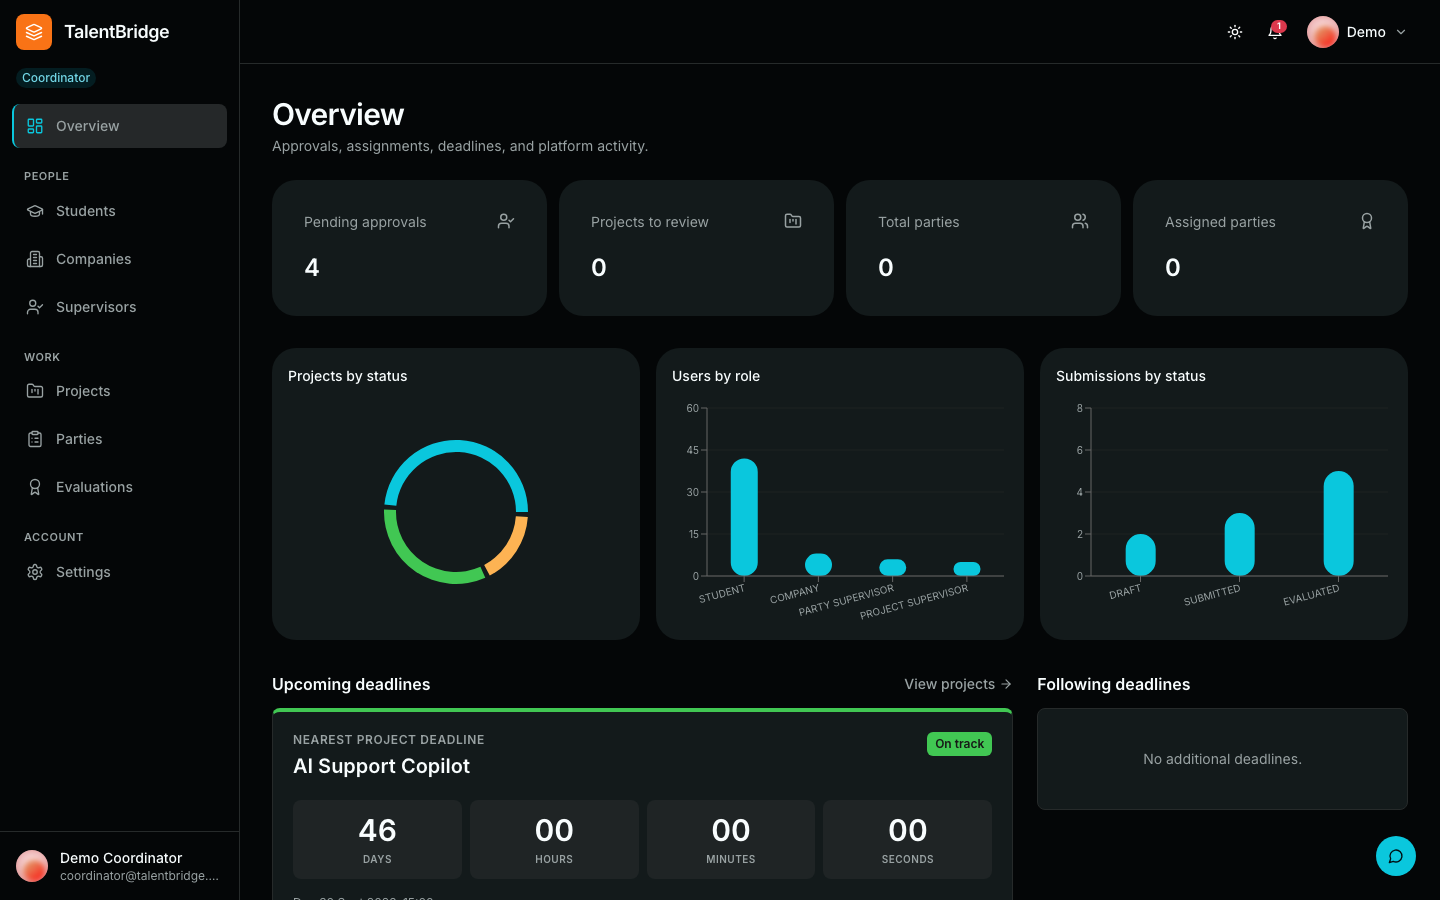 TalentBridge
Coordinator
Overview
PEOPLE
Students
Companies
Supervisors
WORK
Projects
Parties
Evaluations
ACCOUNT
Settings
Demo Coordinator
coordinator@talentbridge....
1
Demo
Overview
Approvals, assignments, deadlines, and platform activity.
Pending approvals
4
Projects to review
0
Total parties
0
Assigned parties
0
Projects by status
Users by role
60
45
30
15
0
STUDENT
COMPANY
PARTY SUPERVISOR
PROJECT SUPERVISOR
Submissions by status
8
6
4
2
0
DRAFT
SUBMITTED
EVALUATED
Upcoming deadlines
View projects
NEAREST PROJECT DEADLINE
On track
AI Support Copilot
46
DAYS
00
HOURS
00
MINUTES
00
SECONDS
Following deadlines
No additional deadlines.